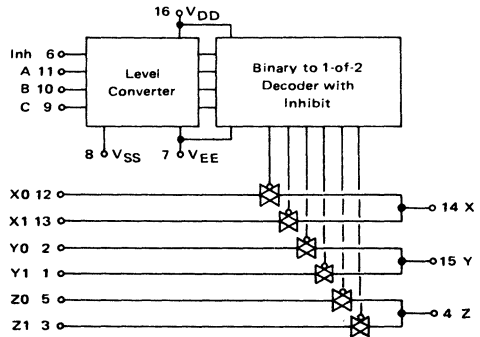 16 VDD
Inh 6
A 11
B 10
C 9
Level
Converter
Binary to 1-of-2
Decoder with
Inhibit
8 VSS
7 VEE
X0 12
14 X
X1 13
Y0 2
15 Y
Y1 1
Z0 5
4 Z
Z1 3